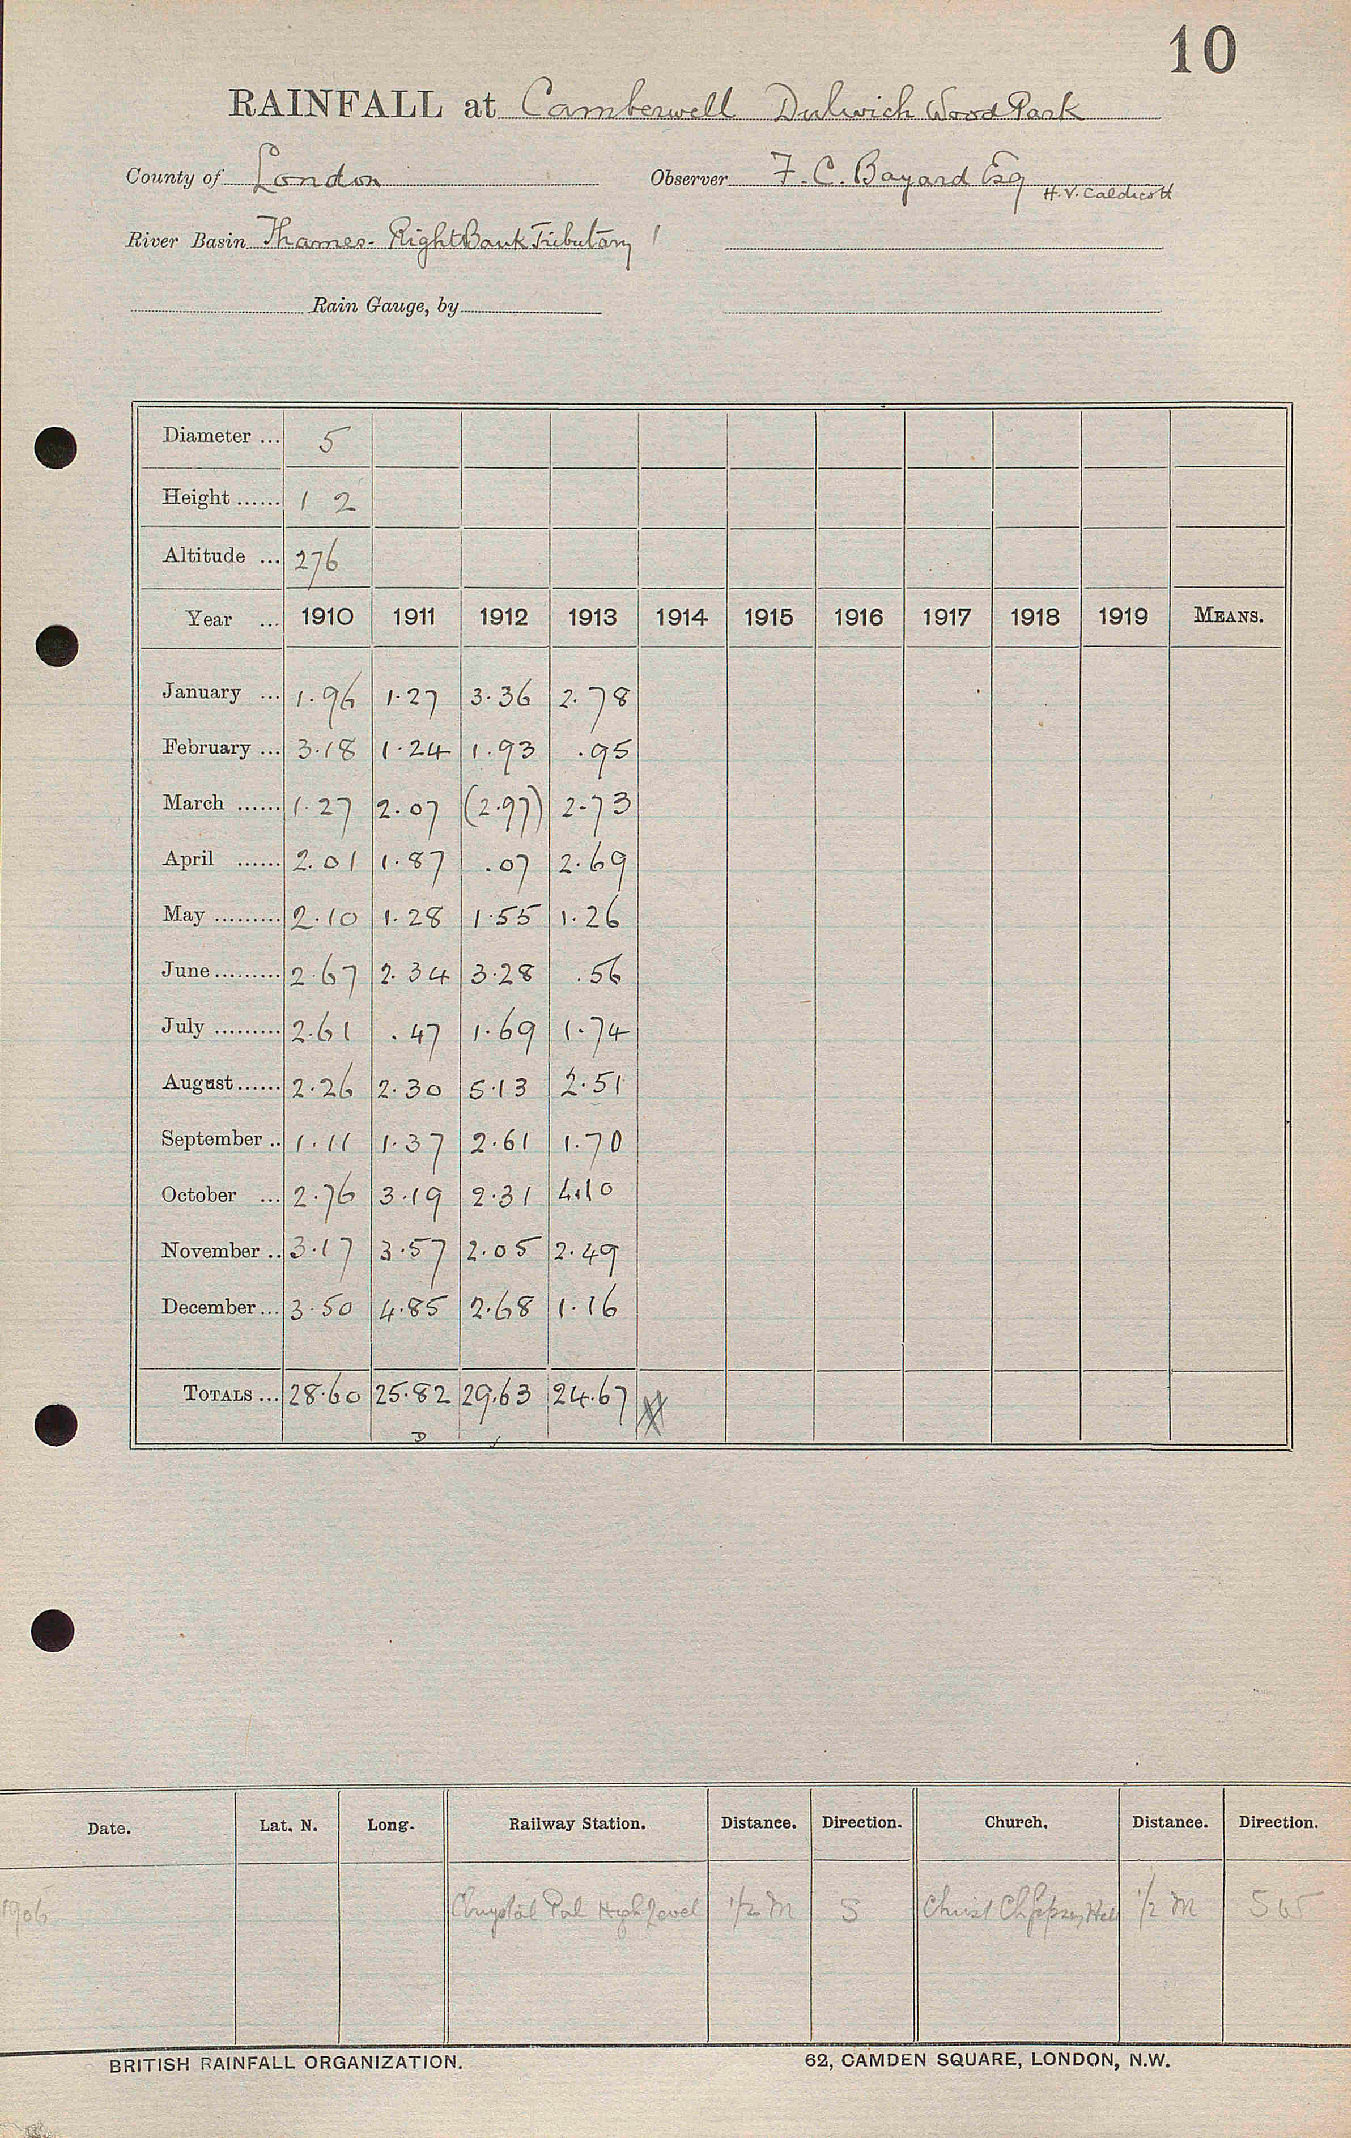 10
RAINFALL at Camberwell Dulwich Wood Park
County of London Observer F. C. Bayard Esq
H. V. Caldicott
River Basin Thames - Right Bank Tributary 1
Rain Gauge, by
Diameter ... 5
Height ...... 1 2
Altitude ... 276
Year ... 1910 1911 1912 1913 1914 1915 1916 1917 1918 1919 MEANS.
January ... 1.96 1.27 3.36 2.78
February ... 3.18 1.24 1.93 .95
March ...... 1.27 2.07 (2.97) 2.73
April ...... 2.01 1.87 .07 2.69
May ......... 2.10 1.28 1.55 1.26
June ......... 2.67 2.34 3.28 .56
July ......... 2.61 .47 1.69 1.74
August ...... 2.26 2.30 5.13 2.51
September .. 1.11 1.37 2.61 1.70
October ... 2.76 3.19 2.31 4.10
November .. 3.17 3.57 2.05 2.49
December ... 3.50 4.85 2.68 1.16
TOTALS ... 28.60 25.82 29.63 24.67
D
Date. Lat. N. Long. Railway Station. Distance. Direction. Church. Distance. Direction.
1906 Chrystal Pal High Level 1/2 M S Christ Ch Gipsey Hill 1/2 M SW
BRITISH RAINFALL ORGANIZATION. 62, CAMDEN SQUARE, LONDON, N.W.